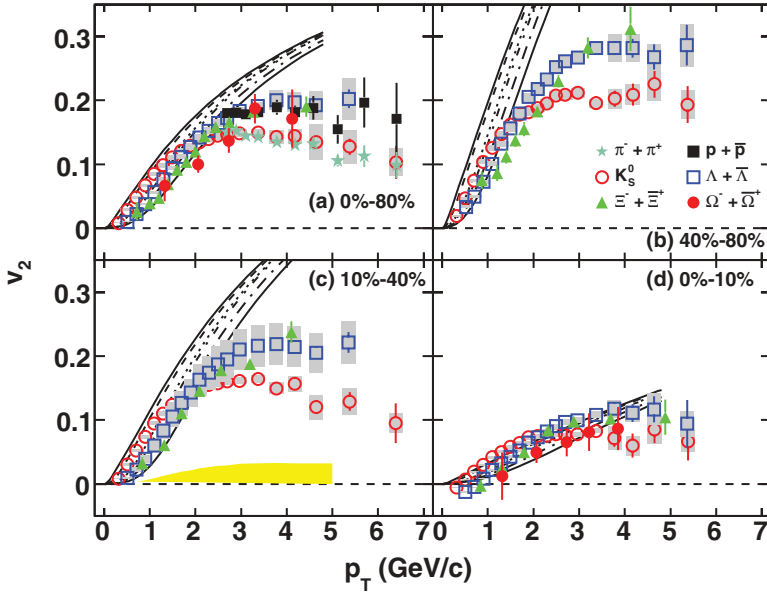 0.3
0.2
0.1
0
(a) 0%-80%
π⁻ + π⁺
p + p̅
K⁰S
Λ + Λ̅
Ξ⁻ + Ξ̅⁺
Ω⁻ + Ω̅⁺
(b) 40%-80%
v₂
0.3
0.2
0.1
0
(c) 10%-40%
(d) 0%-10%
0 1 2 3 4 5 6 7
0 1 2 3 4 5 6 7
p_T (GeV/c)